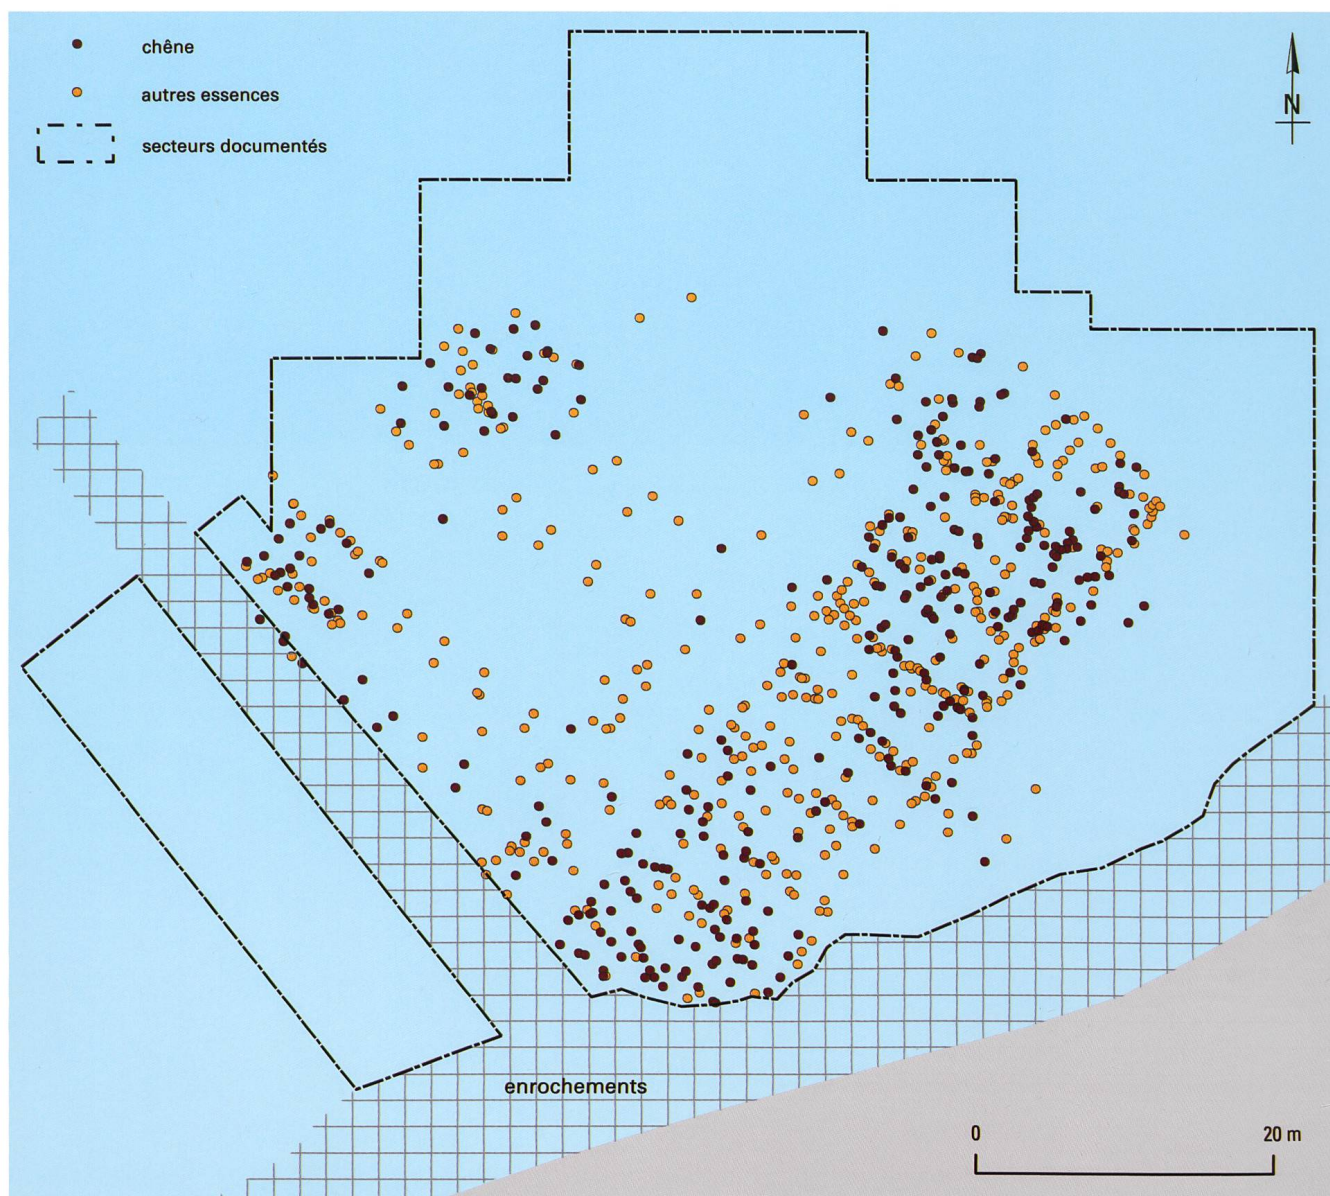 chêne
autres essences
secteurs documentés
N
enrochements
0 20 m